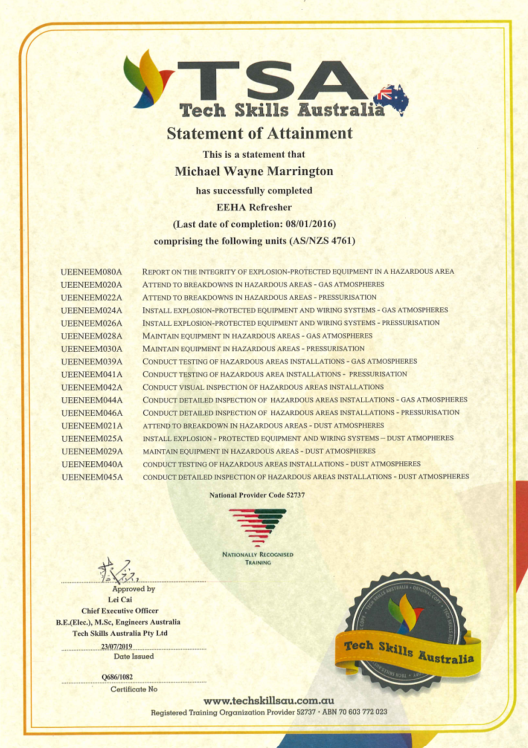 TSA
Tech Skills Australia
Statement of Attainment
This is a statement that
Michael Wayne Marrington
has successfully completed
EEHA Refresher
(Last date of completion: 08/01/2016)
comprising the following units (AS/NZS 4761)
UEENEEM080A REPORT ON THE INTEGRITY OF EXPLOSION-PROTECTED EQUIPMENT IN A HAZARDOUS AREA
UEENEEM020A ATTEND TO BREAKDOWNS IN HAZARDOUS AREAS - GAS ATMOSPHERES
UEENEEM022A ATTEND TO BREAKDOWNS IN HAZARDOUS AREAS - PRESSURISATION
UEENEEM024A INSTALL EXPLOSION-PROTECTED EQUIPMENT AND WIRING SYSTEMS - GAS ATMOSPHERES
UEENEEM026A INSTALL EXPLOSION-PROTECTED EQUIPMENT AND WIRING SYSTEMS - PRESSURISATION
UEENEEM028A MAINTAIN EQUIPMENT IN HAZARDOUS AREAS - GAS ATMOSPHERES
UEENEEM030A MAINTAIN EQUIPMENT IN HAZARDOUS AREAS - PRESSURISATION
UEENEEM039A CONDUCT TESTING OF HAZARDOUS AREAS INSTALLATIONS - GAS ATMOSPHERES
UEENEEM041A CONDUCT TESTING OF HAZARDOUS AREA INSTALLATIONS - PRESSURISATION
UEENEEM042A CONDUCT VISUAL INSPECTION OF HAZARDOUS AREAS INSTALLATIONS
UEENEEM044A CONDUCT DETAILED INSPECTION OF HAZARDOUS AREAS INSTALLATIONS - GAS ATMOSPHERES
UEENEEM046A CONDUCT DETAILED INSPECTION OF HAZARDOUS AREAS INSTALLATIONS - PRESSURISATION
UEENEEM021A ATTEND TO BREAKDOWN IN HAZARDOUS AREAS - DUST ATMOSPHERES
UEENEEM025A INSTALL EXPLOSION - PROTECTED EQUIPMENT AND WIRING SYSTEMS – DUST ATMOPHERES
UEENEEM029A MAINTAIN EQUIPMENT IN HAZARDOUS AREAS - DUST ATMOSPHERES
UEENEEM040A CONDUCT TESTING OF HAZARDOUS AREAS INSTALLATIONS - DUST ATMOSPHERES
UEENEEM045A CONDUCT DETAILED INSPECTION OF HAZARDOUS AREAS INSTALLATIONS - DUST ATMOSPHERES
National Provider Code 52737
NATIONALLY RECOGNISED
TRAINING
Approved by
Lei Cai
Chief Executive Officer
B.E.(Elec.), M.Sc, Engineers Australia
Tech Skills Australia Pty Ltd
23/07/2019
Date Issued
Q686/1082
Certificate No
Tech Skills Australia
www.techskillsau.com.au
Registered Training Organization Provider 52737 • ABN 70 603 772 023